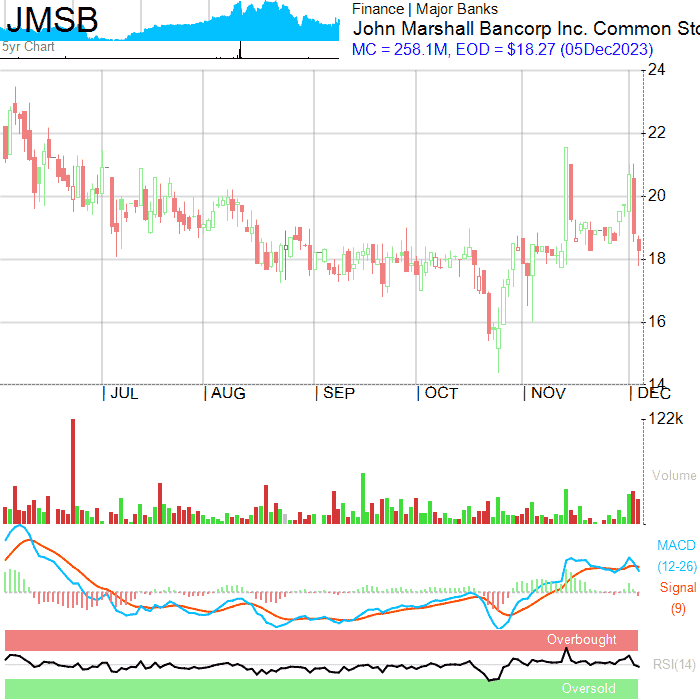 JMSB
5yr Chart
Finance | Major Banks
John Marshall Bancorp Inc. Common Sto
MC = 258.1M, EOD = $18.27 (05Dec2023)
24
22
20
18
16
14
| JUL | AUG | SEP | OCT | NOV | DEC
122k
Volume
MACD
(12-26)
Signal
(9)
Overbought
RSI(14)
Oversold